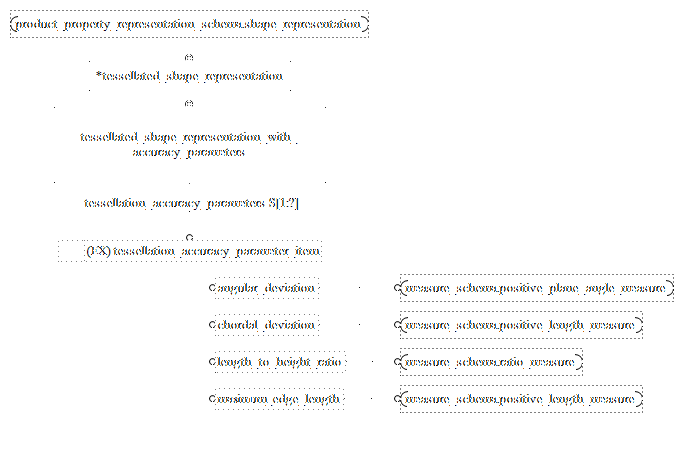 product_property_representation_schema.shape_representation
*tessellated_shape_representation
tessellated_shape_representation_with_
accuracy_parameters
tessellation_accuracy_parameters S[1:?]
(EX) tessellation_accuracy_parameter_item
angular_deviation measure_schema.positive_plane_angle_measure
chordal_deviation measure_schema.positive_length_measure
length_to_height_ratio measure_schema.ratio_measure
maximum_edge_length measure_schema.positive_length_measure